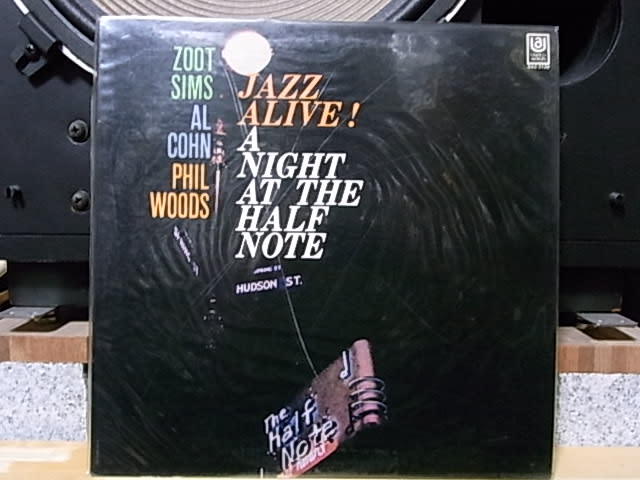 ZOOT
SIMS
AL
COHN
PHIL
WOODS
JAZZ
ALIVE!
A
NIGHT
AT THE
HALF
NOTE
HUDSON ST.
The
Half
Note